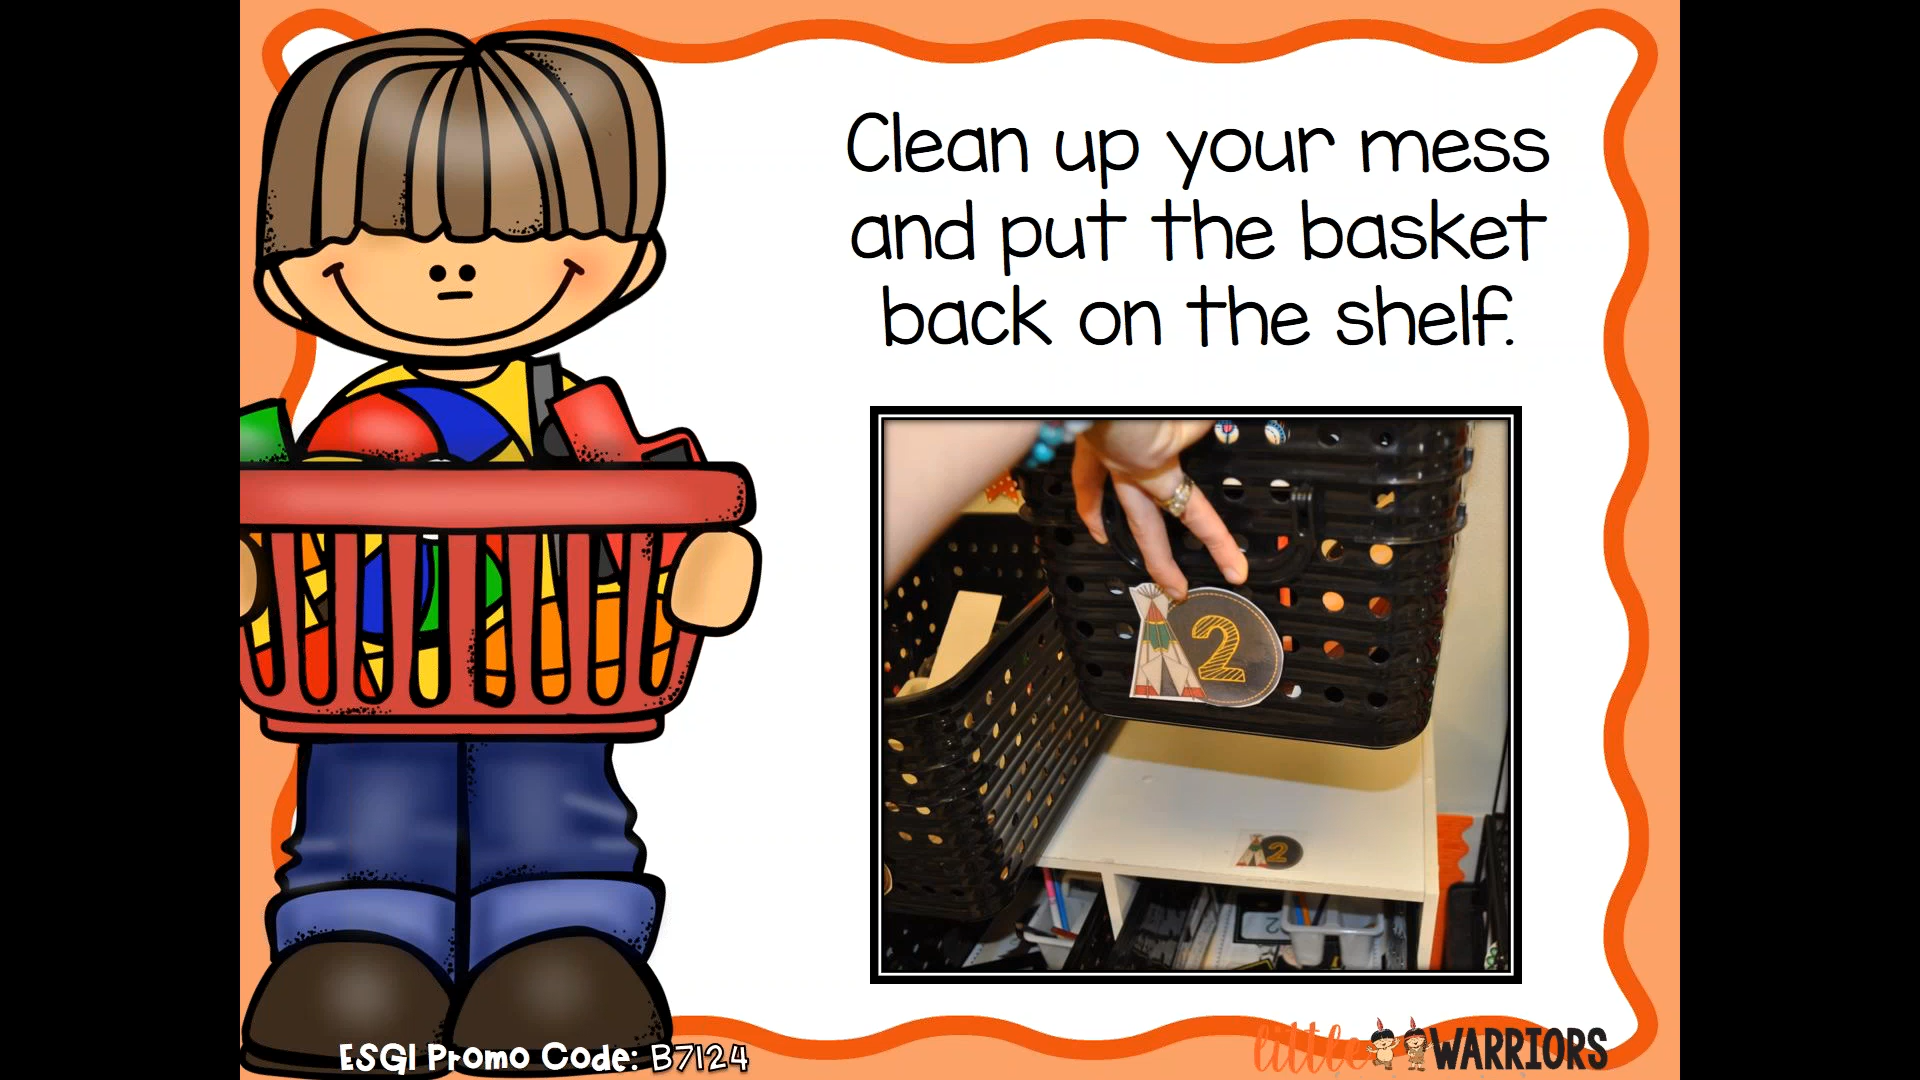 Clean up your mess
and put the basket
back on the shelf.
2
2
ESGI Promo Code: B7124
little WARRIORS